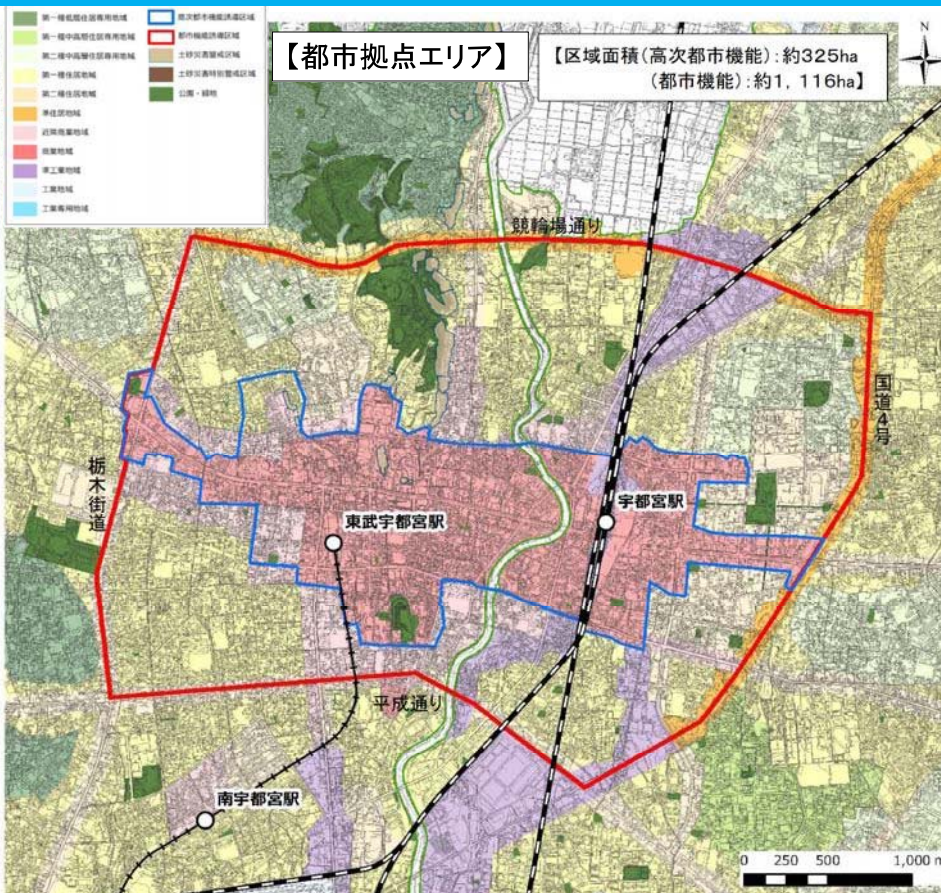 第一種低層住居専用地域
第一種中高層住居専用地域
第二種中高層住居専用地域
第一種住居地域
第二種住居地域
準住居地域
近隣商業地域
商業地域
準工業地域
工業地域
工業専用地域
高次都市機能誘導区域
都市機能誘導区域
土砂災害警戒区域
土砂災害特別警戒区域
公園・緑地
【都市拠点エリア】
【区域面積(高次都市機能):約325ha
(都市機能):約1,116ha】
N
競輪場通り
国道4号
栃木街道
東武宇都宮駅
宇都宮駅
平成通り
南宇都宮駅
0 250 500 1,000 m